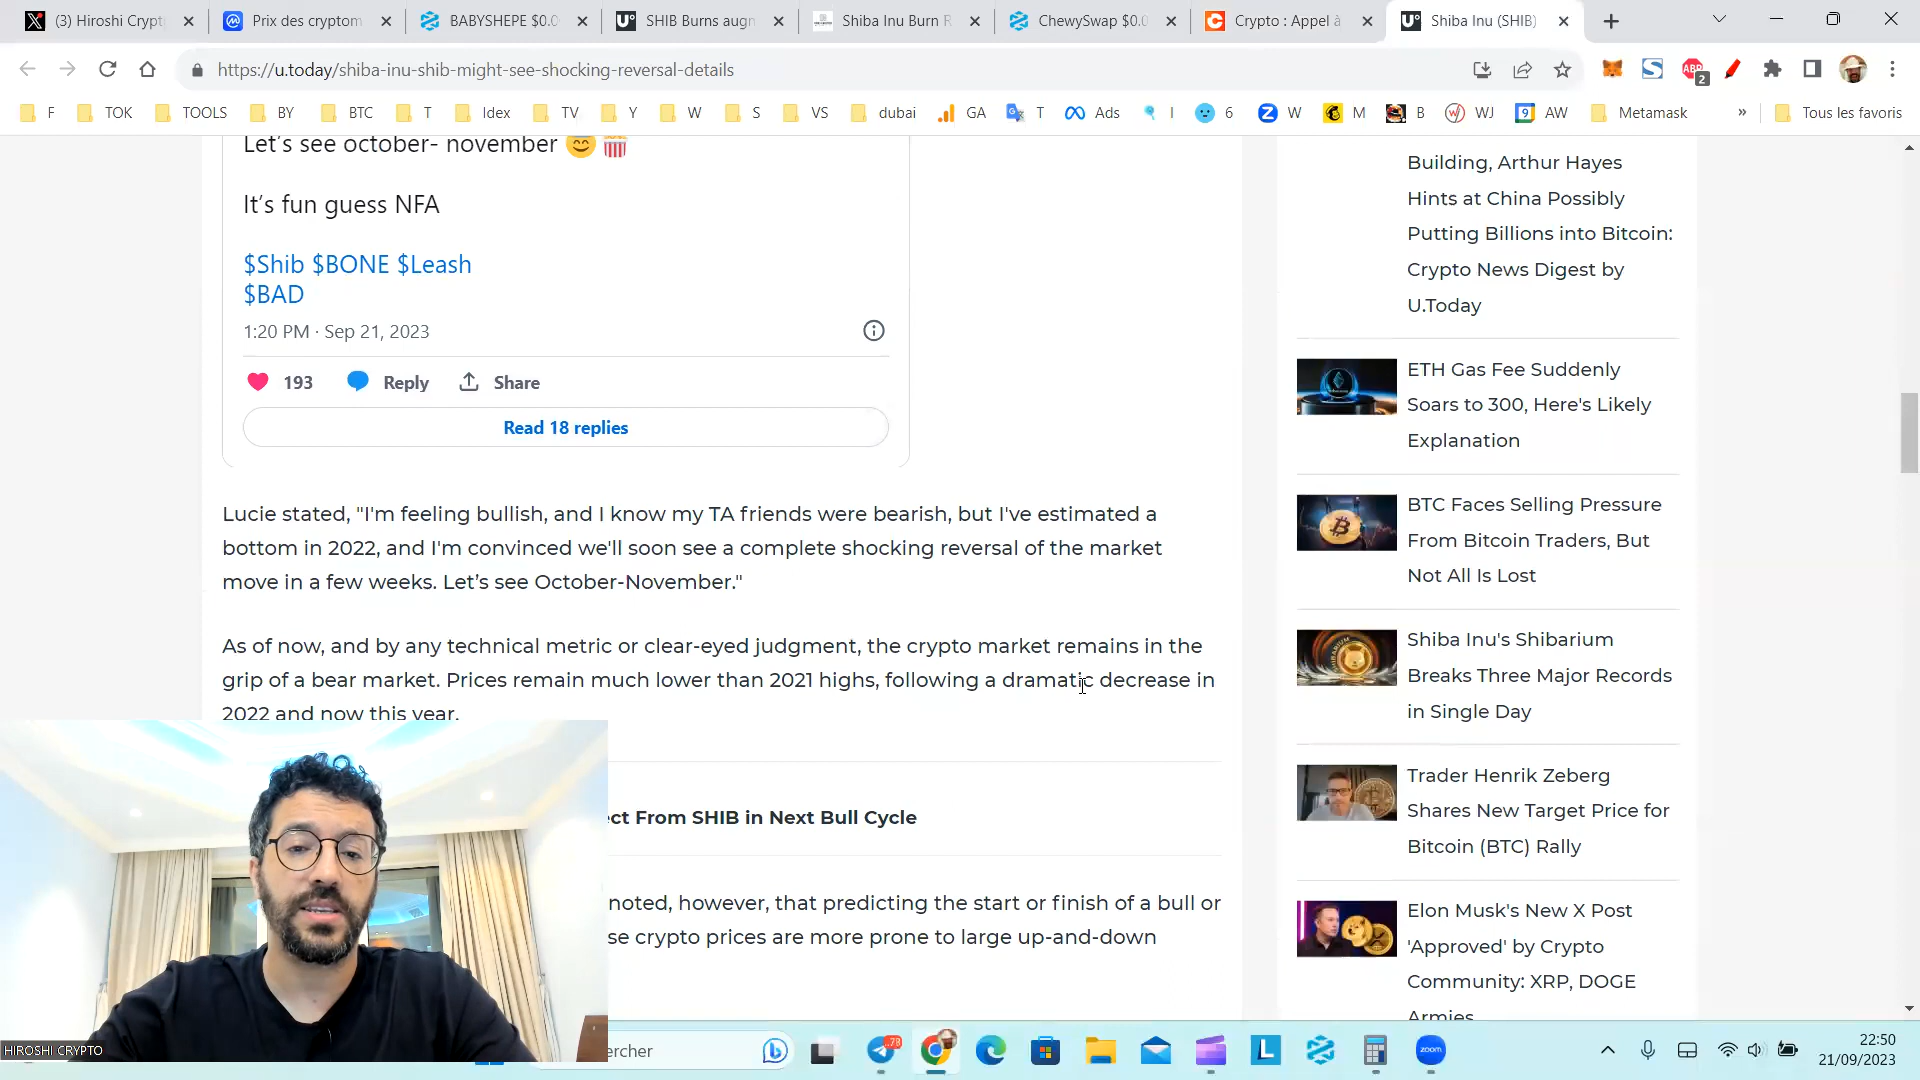 (3) Hiroshi Crypt
Prix des cryptom
BABYSHEPE $0.0
SHIB Burns augn
Shiba Inu Burn R
ChewySwap $0.0
Crypto : Appel à
Shiba Inu (SHIB)
https://u.today/shiba-inu-shib-might-see-shocking-reversal-details
ABP
2
F
TOK
TOOLS
BY
BTC
T
Idex
TV
Y
W
S
VS
dubai
GA
T
Ads
I
6
W
M
B
WJ
AW
Metamask
»
Tous les favoris
Let's see october- november
It's fun guess NFA
$Shib $BONE $Leash
$BAD
1:20 PM · Sep 21, 2023
193
Reply
Share
Read 18 replies
Lucie stated, "I'm feeling bullish, and I know my TA friends were bearish, but I've estimated a
bottom in 2022, and I'm convinced we'll soon see a complete shocking reversal of the market
move in a few weeks. Let's see October-November."
As of now, and by any technical metric or clear-eyed judgment, the crypto market remains in the
grip of a bear market. Prices remain much lower than 2021 highs, following a dramatic decrease in
2022 and now this year.
ect From SHIB in Next Bull Cycle
noted, however, that predicting the start or finish of a bull or
se crypto prices are more prone to large up-and-down
Building, Arthur Hayes
Hints at China Possibly
Putting Billions into Bitcoin:
Crypto News Digest by
U.Today
ETH Gas Fee Suddenly
Soars to 300, Here's Likely
Explanation
BTC Faces Selling Pressure
From Bitcoin Traders, But
Not All Is Lost
Shiba Inu's Shibarium
Breaks Three Major Records
in Single Day
Trader Henrik Zeberg
Shares New Target Price for
Bitcoin (BTC) Rally
Elon Musk's New X Post
'Approved' by Crypto
Community: XRP, DOGE
Armies
HIROSHI CRYPTO
ercher
78
L
zoom
22:50
21/09/2023